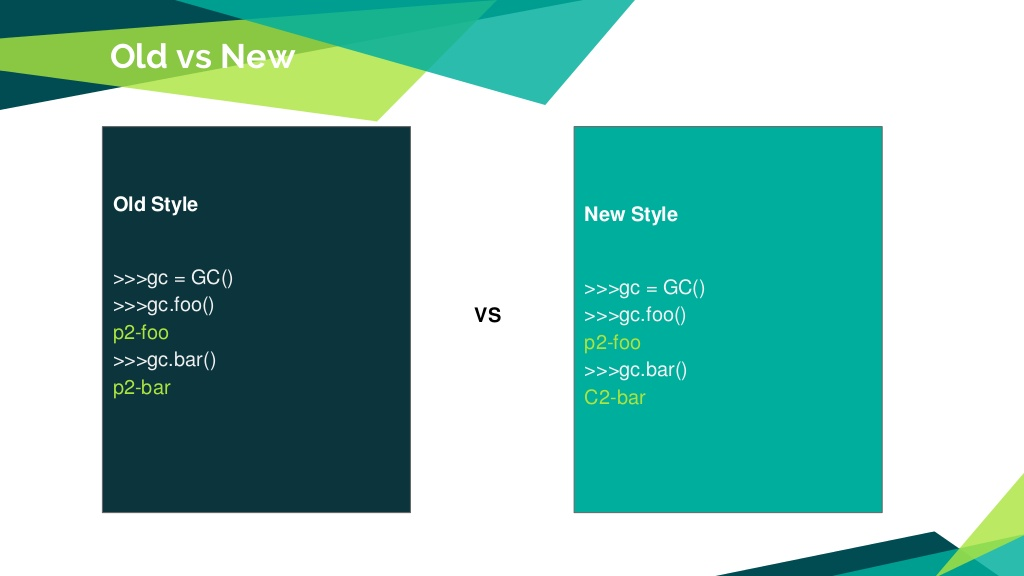 Old vs New
Old Style
>>>gc = GC()
>>>gc.foo()
p2-foo
>>>gc.bar()
p2-bar
vs
New Style
>>>gc = GC()
>>>gc.foo()
p2-foo
>>>gc.bar()
C2-bar